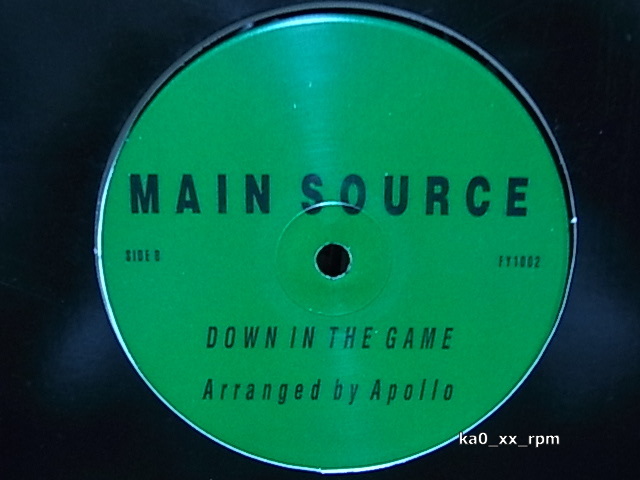 MAIN SOURCE
SIDE B
FY1002
DOWN IN THE GAME
Arranged by Apollo
ka0_xx_rpm